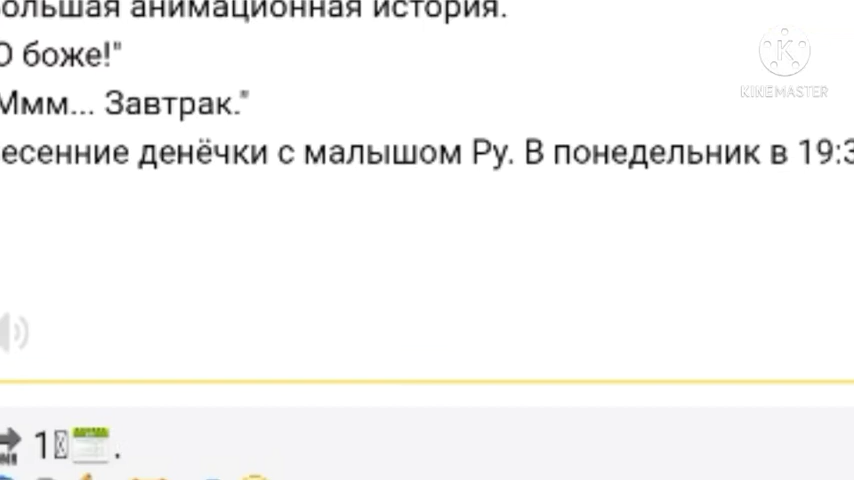 ольшая анимационная история.
О боже!"
Ммм... Завтрак."
есенние денёчки с малышом Ру. В понедельник в 19:3
KINEMASTER
1 .